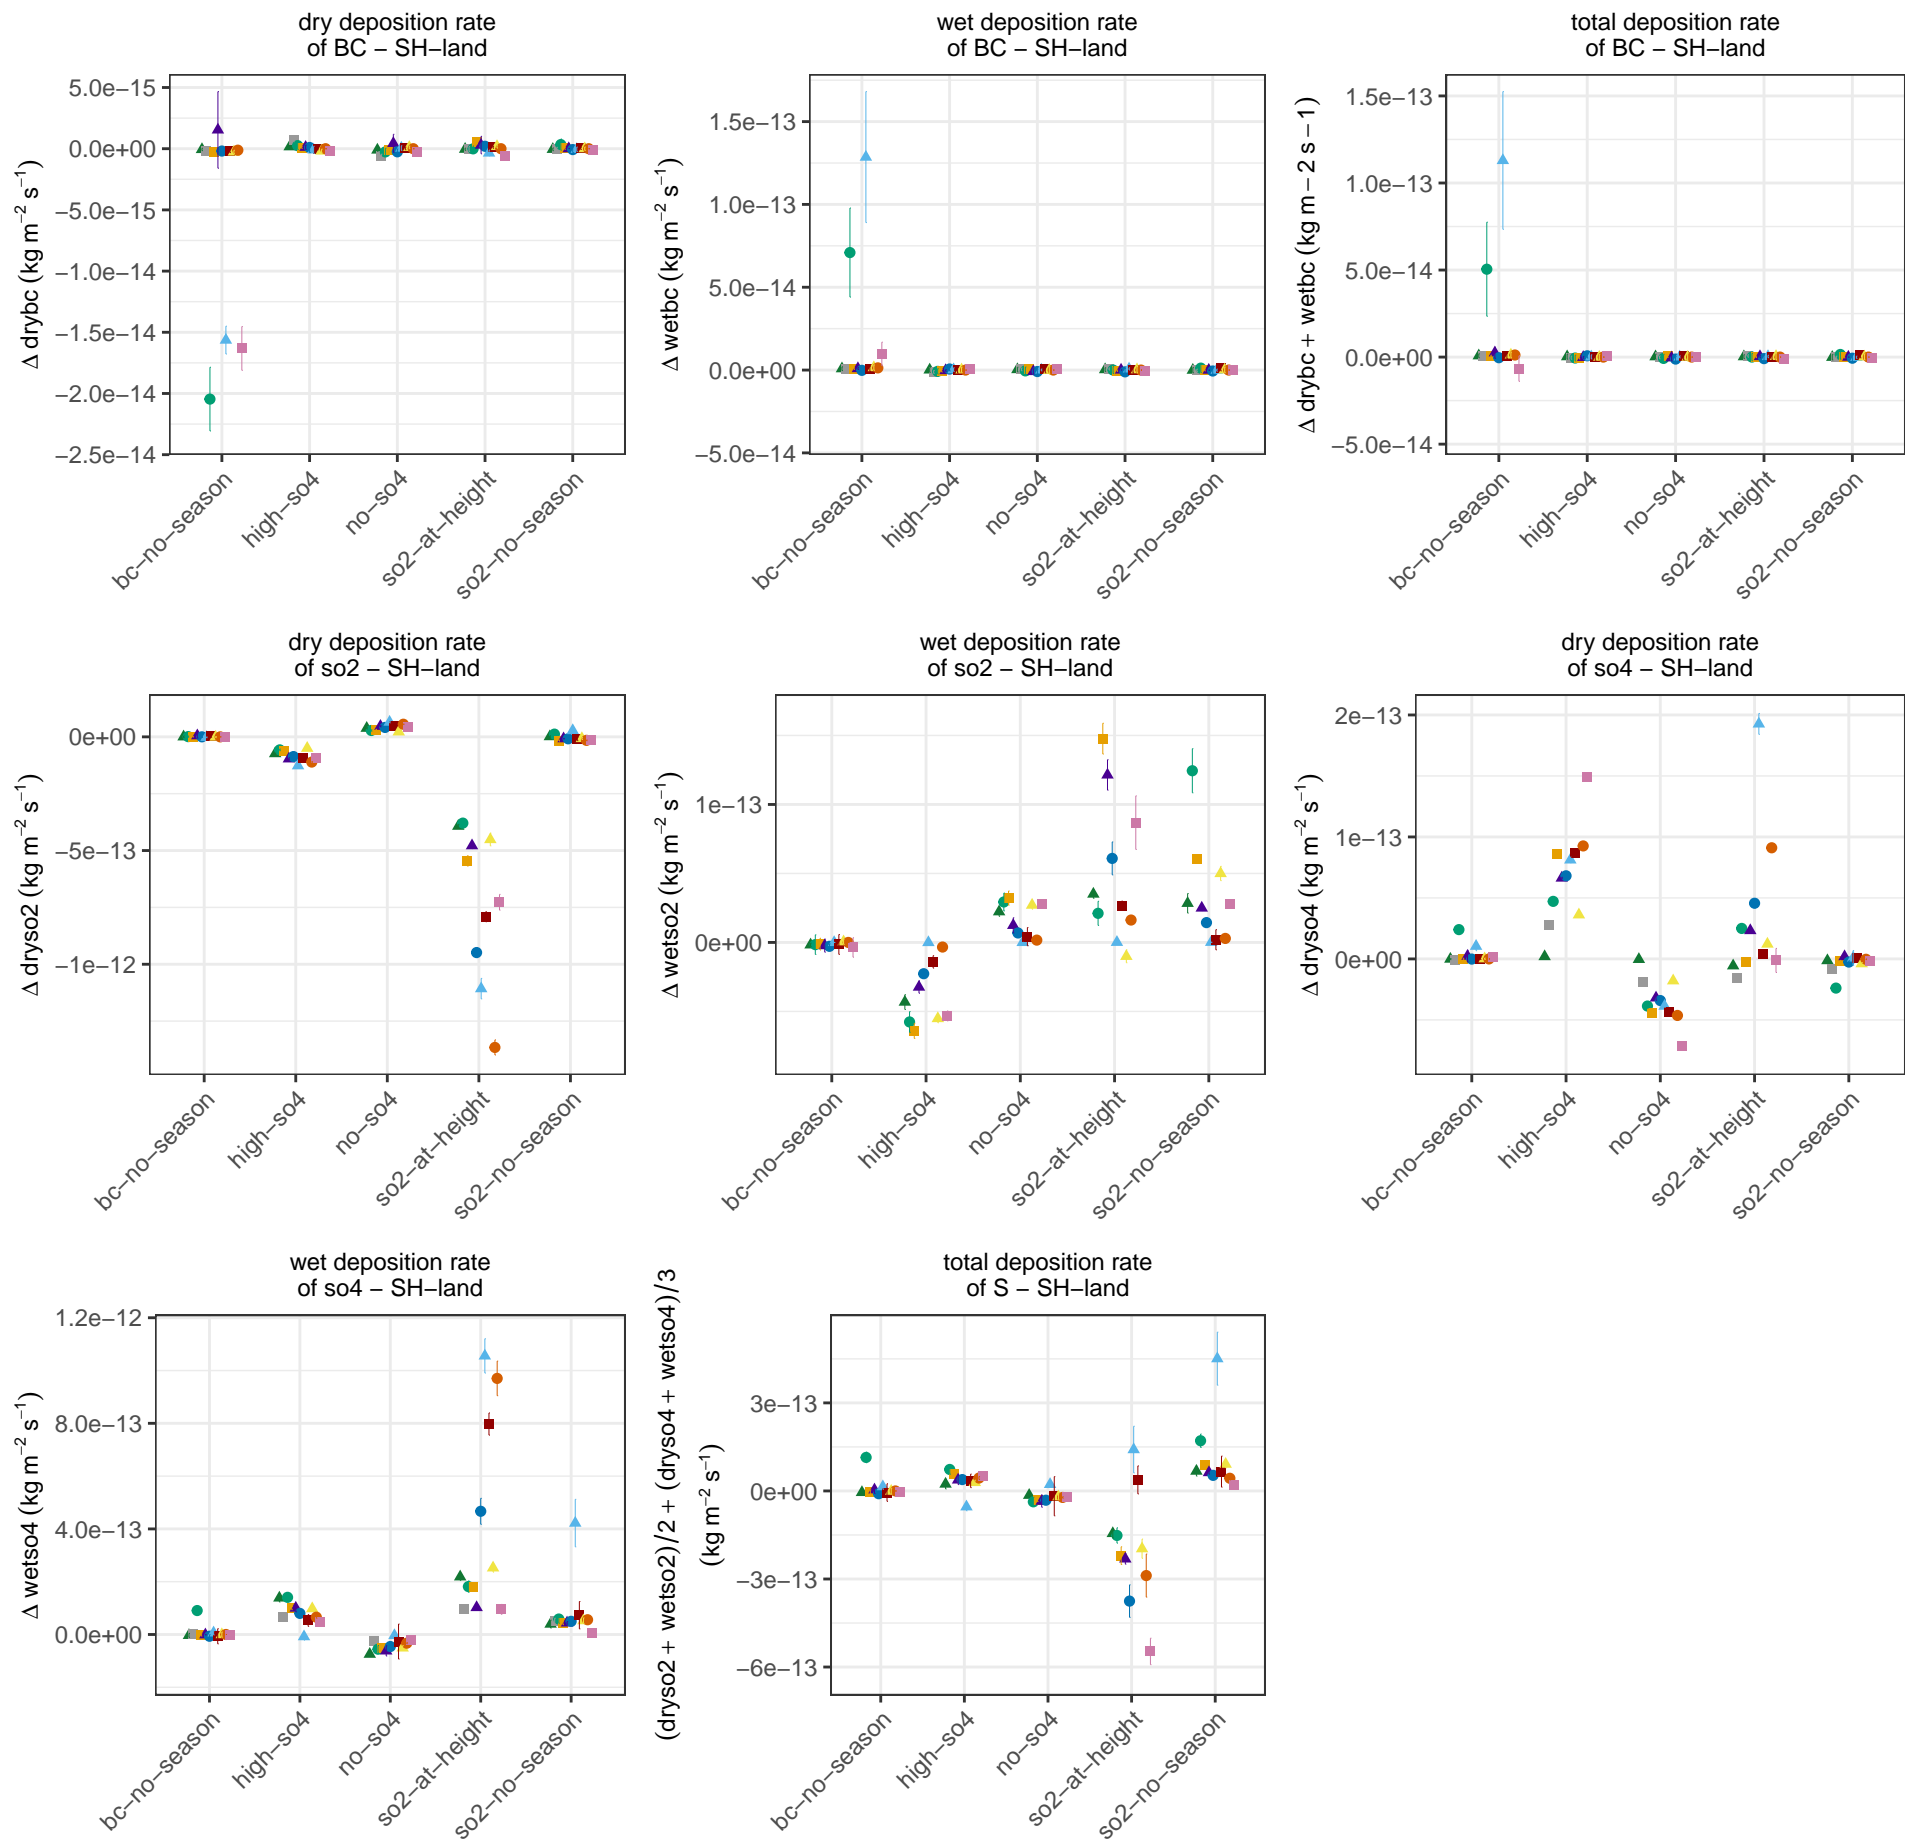 dry deposition rate
of BC − SH−land
Δ drybc (kg m⁻² s⁻¹)
5.0e−15
0.0e+00
−5.0e−15
−1.0e−14
−1.5e−14
−2.0e−14
−2.5e−14
bc−no−season
high−so4
no−so4
so2−at−height
so2−no−season
wet deposition rate
of BC − SH−land
Δ wetbc (kg m⁻² s⁻¹)
1.5e−13
1.0e−13
5.0e−14
0.0e+00
−5.0e−14
bc−no−season
high−so4
no−so4
so2−at−height
so2−no−season
total deposition rate
of BC − SH−land
Δ drybc + wetbc (kg m − 2 s − 1)
1.5e−13
1.0e−13
5.0e−14
0.0e+00
−5.0e−14
bc−no−season
high−so4
no−so4
so2−at−height
so2−no−season
dry deposition rate
of so2 − SH−land
Δ dryso2 (kg m⁻² s⁻¹)
0e+00
−5e−13
−1e−12
bc−no−season
high−so4
no−so4
so2−at−height
so2−no−season
wet deposition rate
of so2 − SH−land
Δ wetso2 (kg m⁻² s⁻¹)
1e−13
0e+00
bc−no−season
high−so4
no−so4
so2−at−height
so2−no−season
dry deposition rate
of so4 − SH−land
Δ dryso4 (kg m⁻² s⁻¹)
2e−13
1e−13
0e+00
bc−no−season
high−so4
no−so4
so2−at−height
so2−no−season
wet deposition rate
of so4 − SH−land
Δ wetso4 (kg m⁻² s⁻¹)
1.2e−12
8.0e−13
4.0e−13
0.0e+00
bc−no−season
high−so4
no−so4
so2−at−height
so2−no−season
total deposition rate
of S − SH−land
(dryso2 + wetso2)/2 + (dryso4 + wetso4)/3
(kg m⁻² s⁻¹)
3e−13
0e+00
−3e−13
−6e−13
bc−no−season
high−so4
no−so4
so2−at−height
so2−no−season